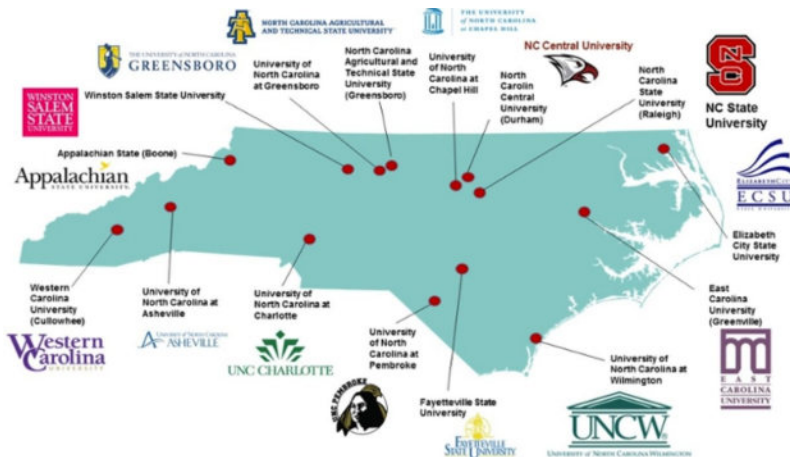 NORTH CAROLINA AGRICULTURAL
AND TECHNICAL STATE UNIVERSITY
THE UNIVERSITY
of NORTH CAROLINA
at CHAPEL HILL
THE UNIVERSITY of NORTH CAROLINA
GREENSBORO
University of
North Carolina
at Greensboro
North Carolina
Agricultural and
Technical State
University
(Greensboro)
University
of North
Carolina at
Chapel Hill
NC Central University
North
Carolin
Central
University
(Durham)
North
Carolina
State
University
(Raleigh)
NC State
University
WINSTON
SALEM
STATE
UNIVERSITY
Winston Salem State University
Appalachian State (Boone)
Appalachian
STATE UNIVERSITY
ECSU
Elizabeth
City State
University
Western
Carolina
University
(Cullowhee)
University of
North Carolina at
Asheville
University of
North Carolina at
Charlotte
East
Carolina
University
(Greenville)
University
of North
Carolina at
Pembroke
University of
North Carolina at
Wilmington
Fayetteville State
University
Western
Carolina
UNIVERSITY
UNIVERSITY OF NORTH CAROLINA
ASHEVILLE
UNC CHARLOTTE
UNC PEMBROKE
FAYETTEVILLE
STATE UNIVERSITY
UNCW
UNIVERSITY OF NORTH CAROLINA WILMINGTON
EAST
CAROLINA
UNIVERSITY